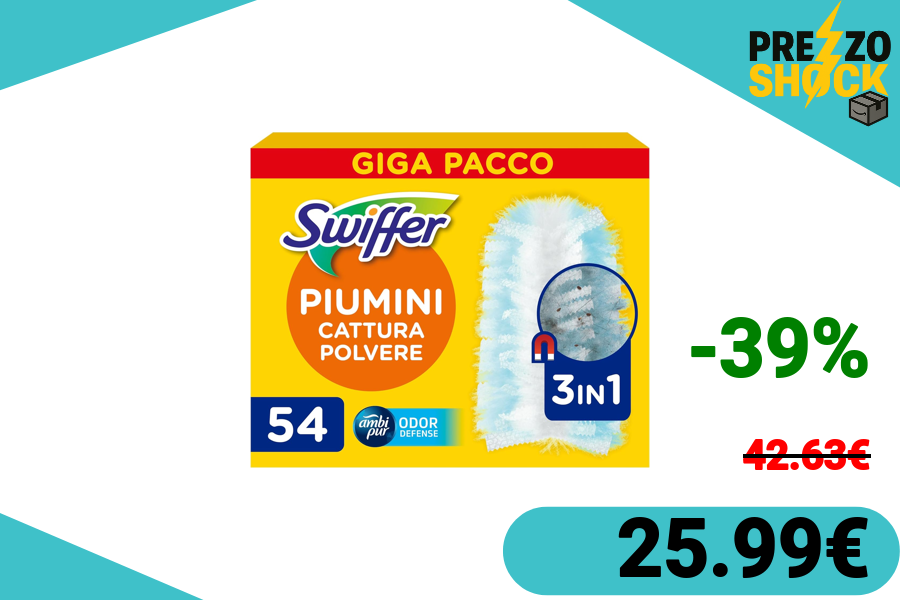 PREZZO
SHOCK
GIGA PACCO
Swiffer
PIUMINI
CATTURA
POLVERE
3IN1
54
ambi
pur
ODOR
DEFENSE
-39%
42.63€
25.99€